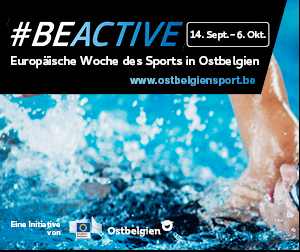 #BEACTIVE 14. Sept. – 6. Okt.
Europäische Woche des Sports in Ostbelgien
www.ostbelgiensport.be
Eine Initiative
von
Ostbelgien